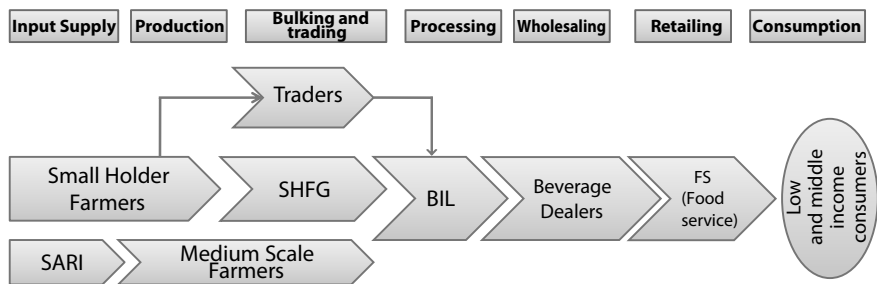 Input Supply
Production
Bulking and
trading
Processing
Wholesaling
Retailing
Consumption
Traders
Small Holder
Farmers
SHFG
BIL
Beverage
Dealers
FS
(Food
service)
Low
and middle
income
consumers
SARI
Medium Scale
Farmers